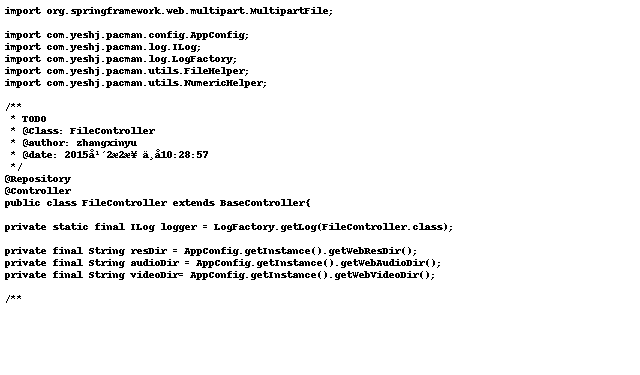 import org.springframework.web.multipart.MultipartFile;
import com.yeshj.pacman.config.AppConfig;
import com.yeshj.pacman.log.ILog;
import com.yeshj.pacman.log.LogFactory;
import com.yeshj.pacman.utils.FileHelper;
import com.yeshj.pacman.utils.NumericHelper;
/**
* TODO
* @Class: FileController
* @author: zhangxinyu
* @date: 2015å¹´2æ2æ¥ ä¸å10:28:57
*/
@Repository
@Controller
public class FileController extends BaseController{
private static final ILog logger = LogFactory.getLog(FileController.class);
private final String resDir = AppConfig.getInstance().getWebResDir();
private final String audioDir = AppConfig.getInstance().getWebAudioDir();
private final String videoDir= AppConfig.getInstance().getWebVideoDir();
/**